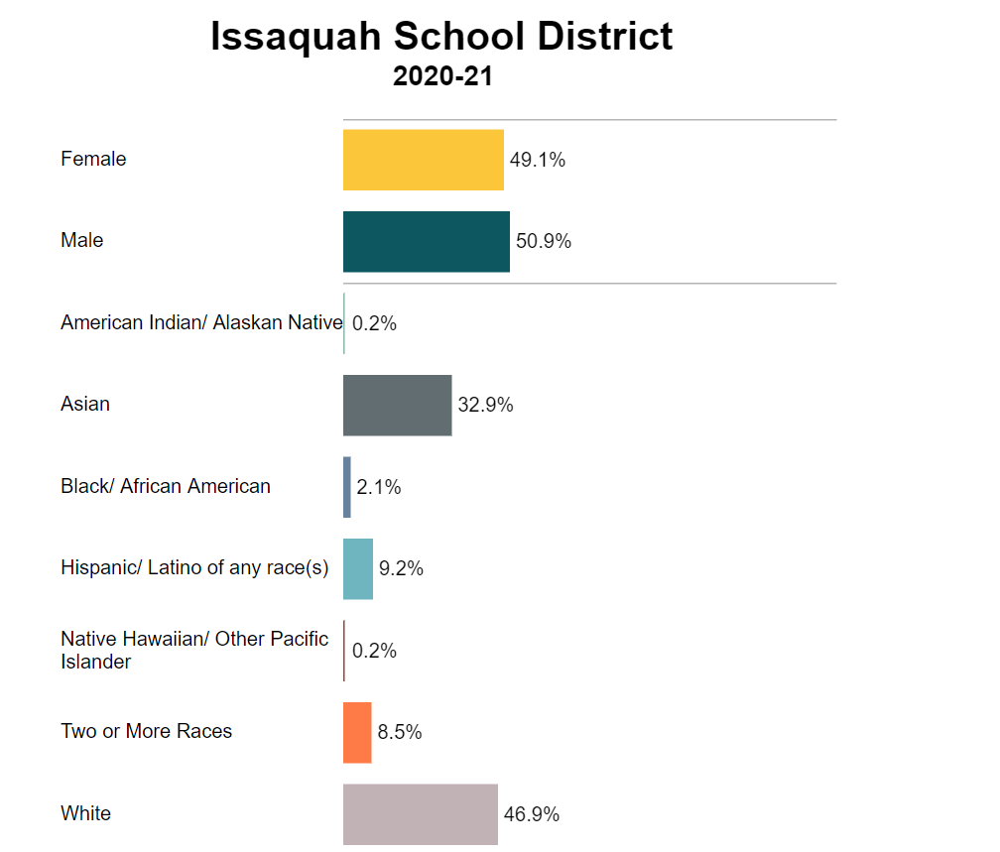 Issaquah School District
2020-21
Female 49.1%
Male 50.9%
American Indian/ Alaskan Native 0.2%
Asian 32.9%
Black/ African American 2.1%
Hispanic/ Latino of any race(s) 9.2%
Native Hawaiian/ Other Pacific
Islander 0.2%
Two or More Races 8.5%
White 46.9%